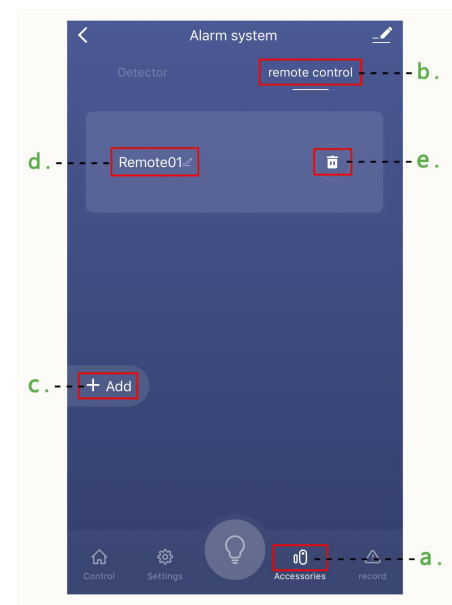 Alarm system
Detector
remote control
b.
d.
Remote01
e.
c.
+ Add
a.
Control
Settings
Accessories
record